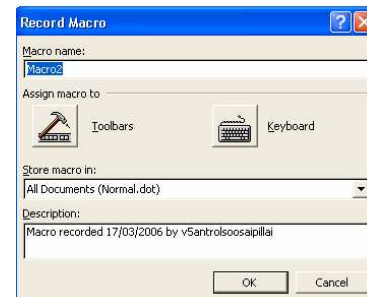 Record Macro
Macro name:
Macro2
Assign macro to
Toolbars
Keyboard
Store macro in:
All Documents (Normal.dot)
Description:
Macro recorded 17/03/2006 by v5antrolsoosaipillai
OK
Cancel